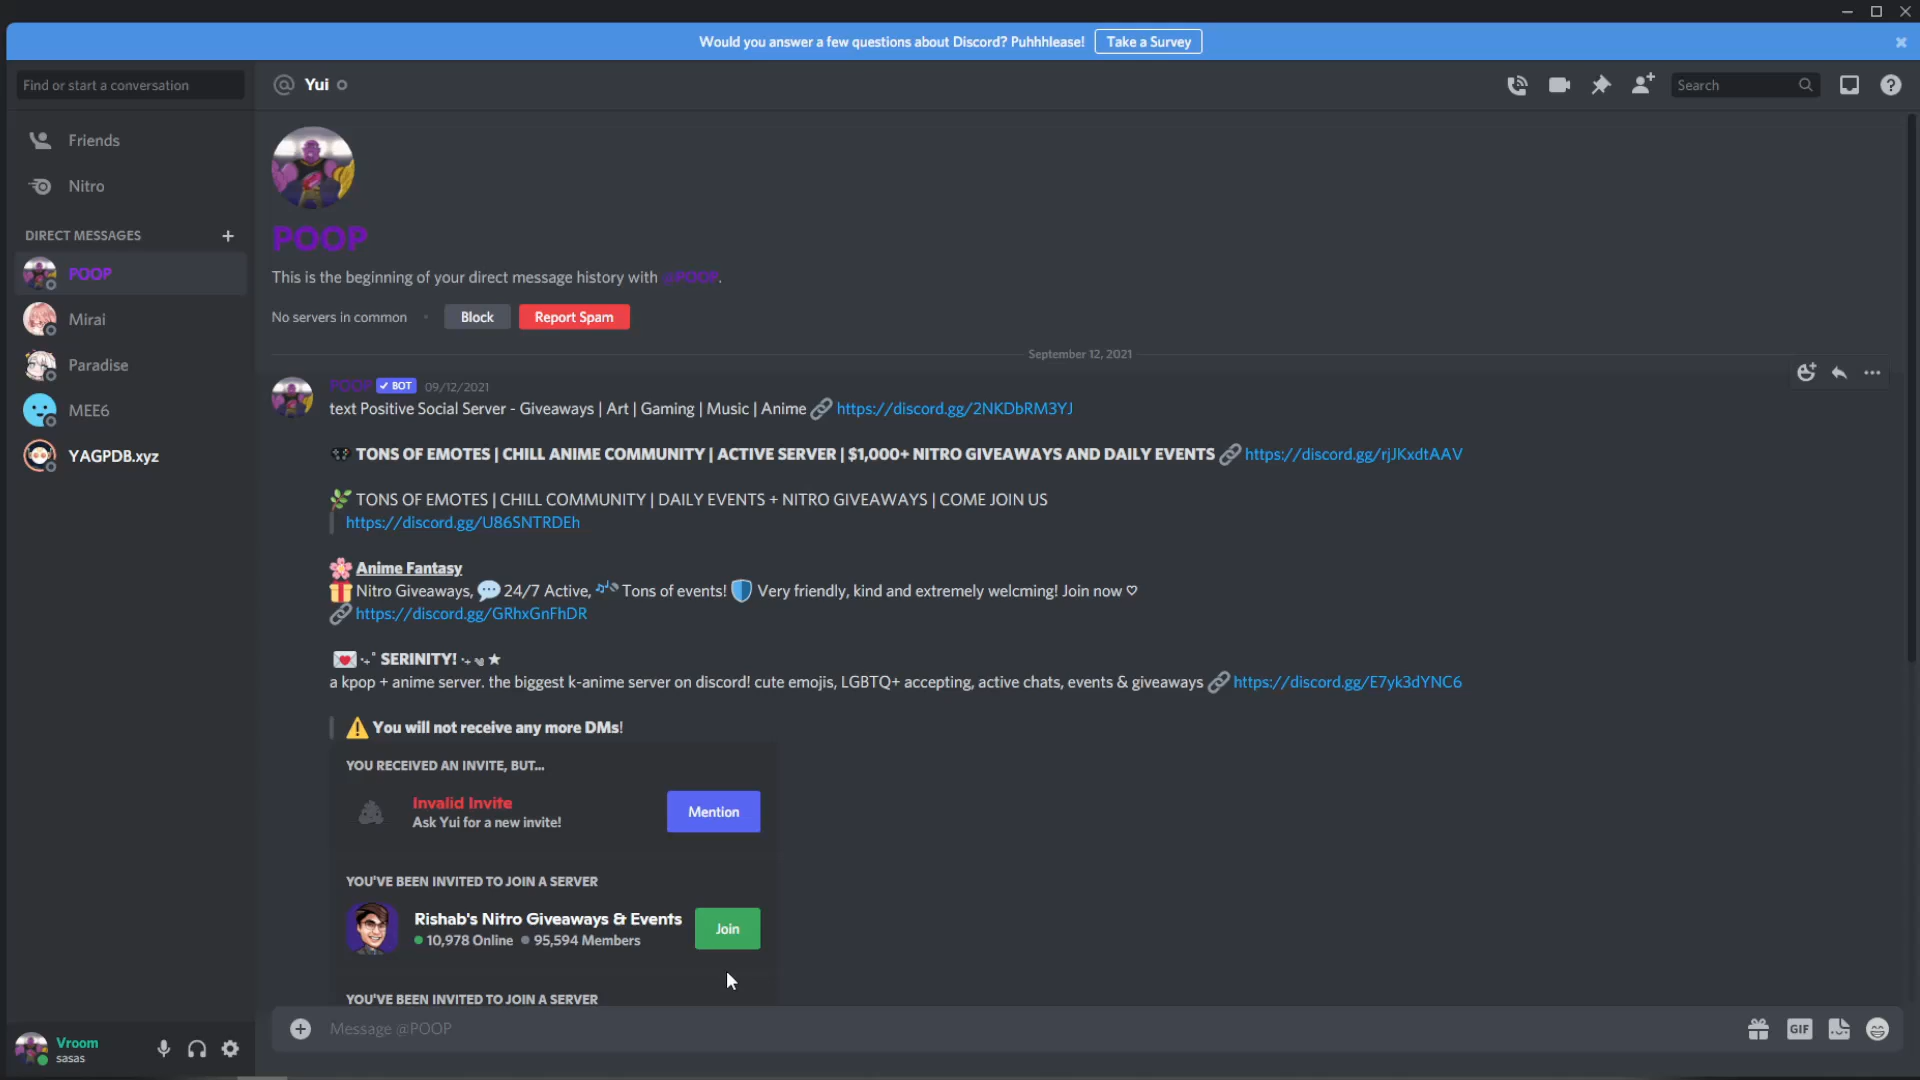 Would you answer a few questions about Discord? Puhhhlease! Take a Survey
Find or start a conversation
Yui
Search
Friends
Nitro
DIRECT MESSAGES
POOP
Mirai
Paradise
MEE6
YAGPDB.xyz
POOP
This is the beginning of your direct message history with @POOP.
No servers in common Block Report Spam
September 12, 2021
POOP BOT 09/12/2021
text Positive Social Server - Giveaways | Art | Gaming | Music | Anime 🔗 https://discord.gg/2NKDbRM3YJ
TONS OF EMOTES | CHILL ANIME COMMUNITY | ACTIVE SERVER | $1,000+ NITRO GIVEAWAYS AND DAILY EVENTS 🔗 https://discord.gg/rjJKxdtAAV
🌿 TONS OF EMOTES | CHILL COMMUNITY | DAILY EVENTS + NITRO GIVEAWAYS | COME JOIN US
https://discord.gg/U86SNTRDEh
🌸 Anime Fantasy
🎁 Nitro Giveaways, 💬 24/7 Active, 🎶 Tons of events! 🛡 Very friendly, kind and extremely welcming! Join now ♡
🔗 https://discord.gg/GRhxGnFhDR
💌 ·˖˚ SERINITY! ·˖ ༄ ★
a kpop + anime server. the biggest k-anime server on discord! cute emojis, LGBTQ+ accepting, active chats, events & giveaways 🔗 https://discord.gg/E7yk3dYNC6
⚠ You will not receive any more DMs!
YOU RECEIVED AN INVITE, BUT...
Invalid Invite
Ask Yui for a new invite!
Mention
YOU'VE BEEN INVITED TO JOIN A SERVER
Rishab's Nitro Giveaways & Events
10,978 Online 95,594 Members
Join
YOU'VE BEEN INVITED TO JOIN A SERVER
Message @POOP
GIF
Vroom
sasas